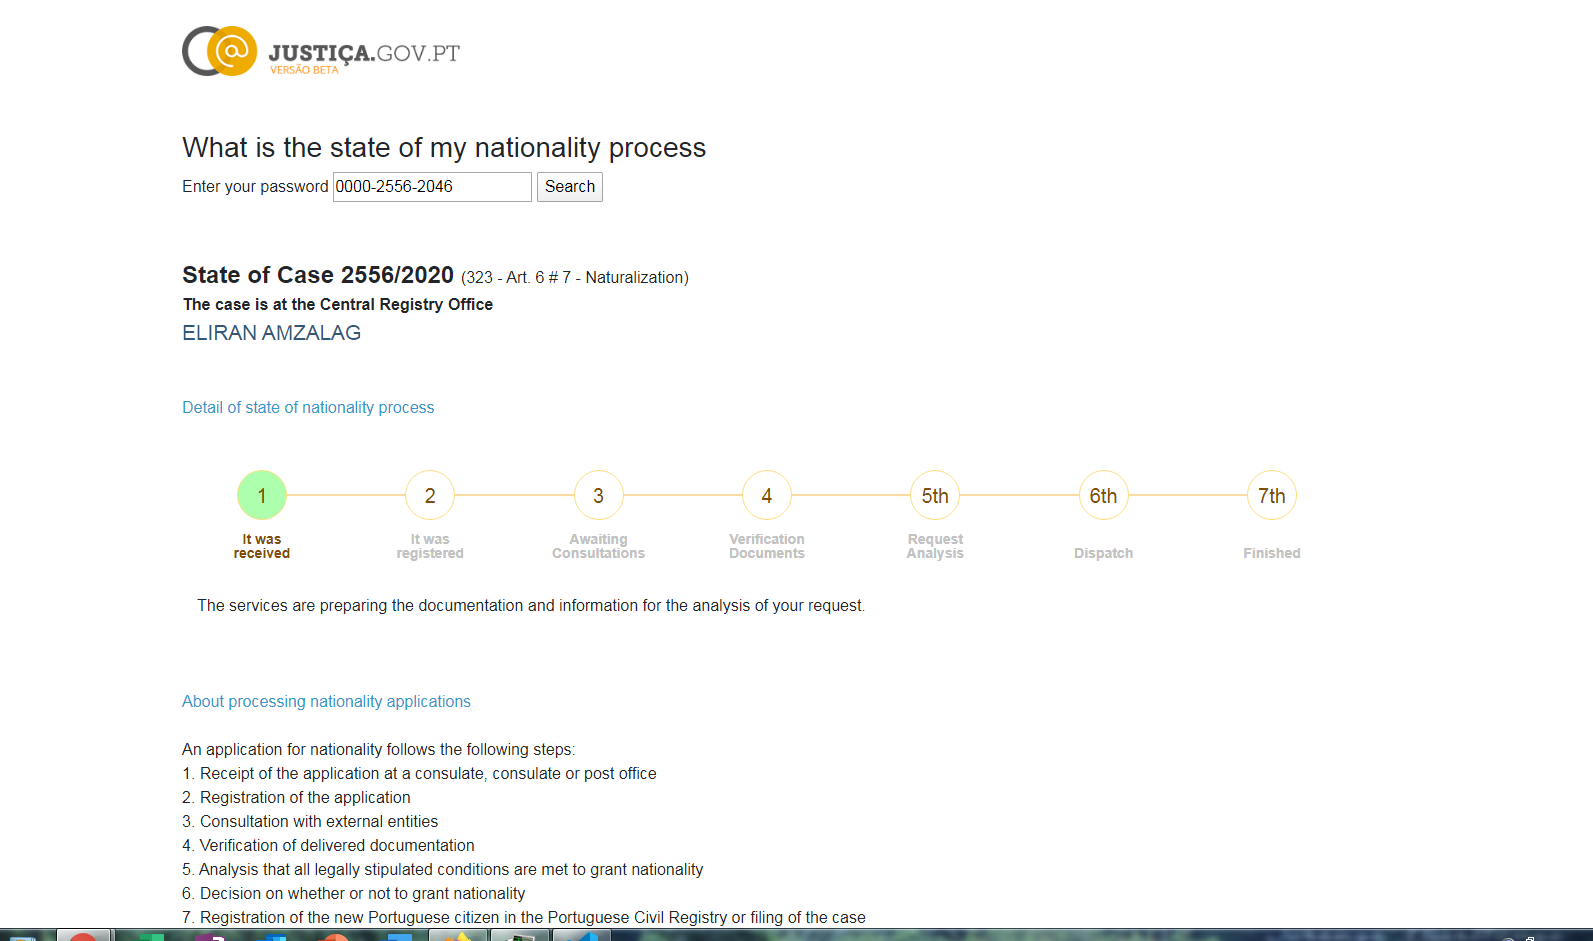 JUSTIÇA.GOV.PT
VERSÃO BETA
What is the state of my nationality process
Enter your password 0000-2556-2046 Search
State of Case 2556/2020 (323 - Art. 6 # 7 - Naturalization)
The case is at the Central Registry Office
ELIRAN AMZALAG
Detail of state of nationality process
1 2 3 4 5th 6th 7th
It was received
It was registered
Awaiting Consultations
Verification Documents
Request Analysis
Dispatch
Finished
The services are preparing the documentation and information for the analysis of your request.
About processing nationality applications
An application for nationality follows the following steps:
1. Receipt of the application at a consulate, consulate or post office
2. Registration of the application
3. Consultation with external entities
4. Verification of delivered documentation
5. Analysis that all legally stipulated conditions are met to grant nationality
6. Decision on whether or not to grant nationality
7. Registration of the new Portuguese citizen in the Portuguese Civil Registry or filing of the case